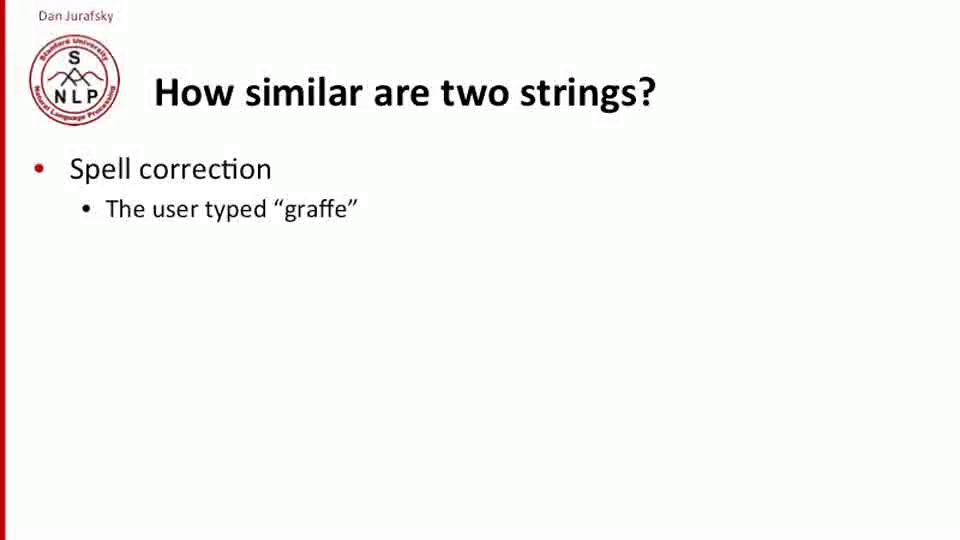 Dan Jurafsky
Stanford University
S
NLP
Natural Language Processing
How similar are two strings?
• Spell correction
• The user typed “graffe”